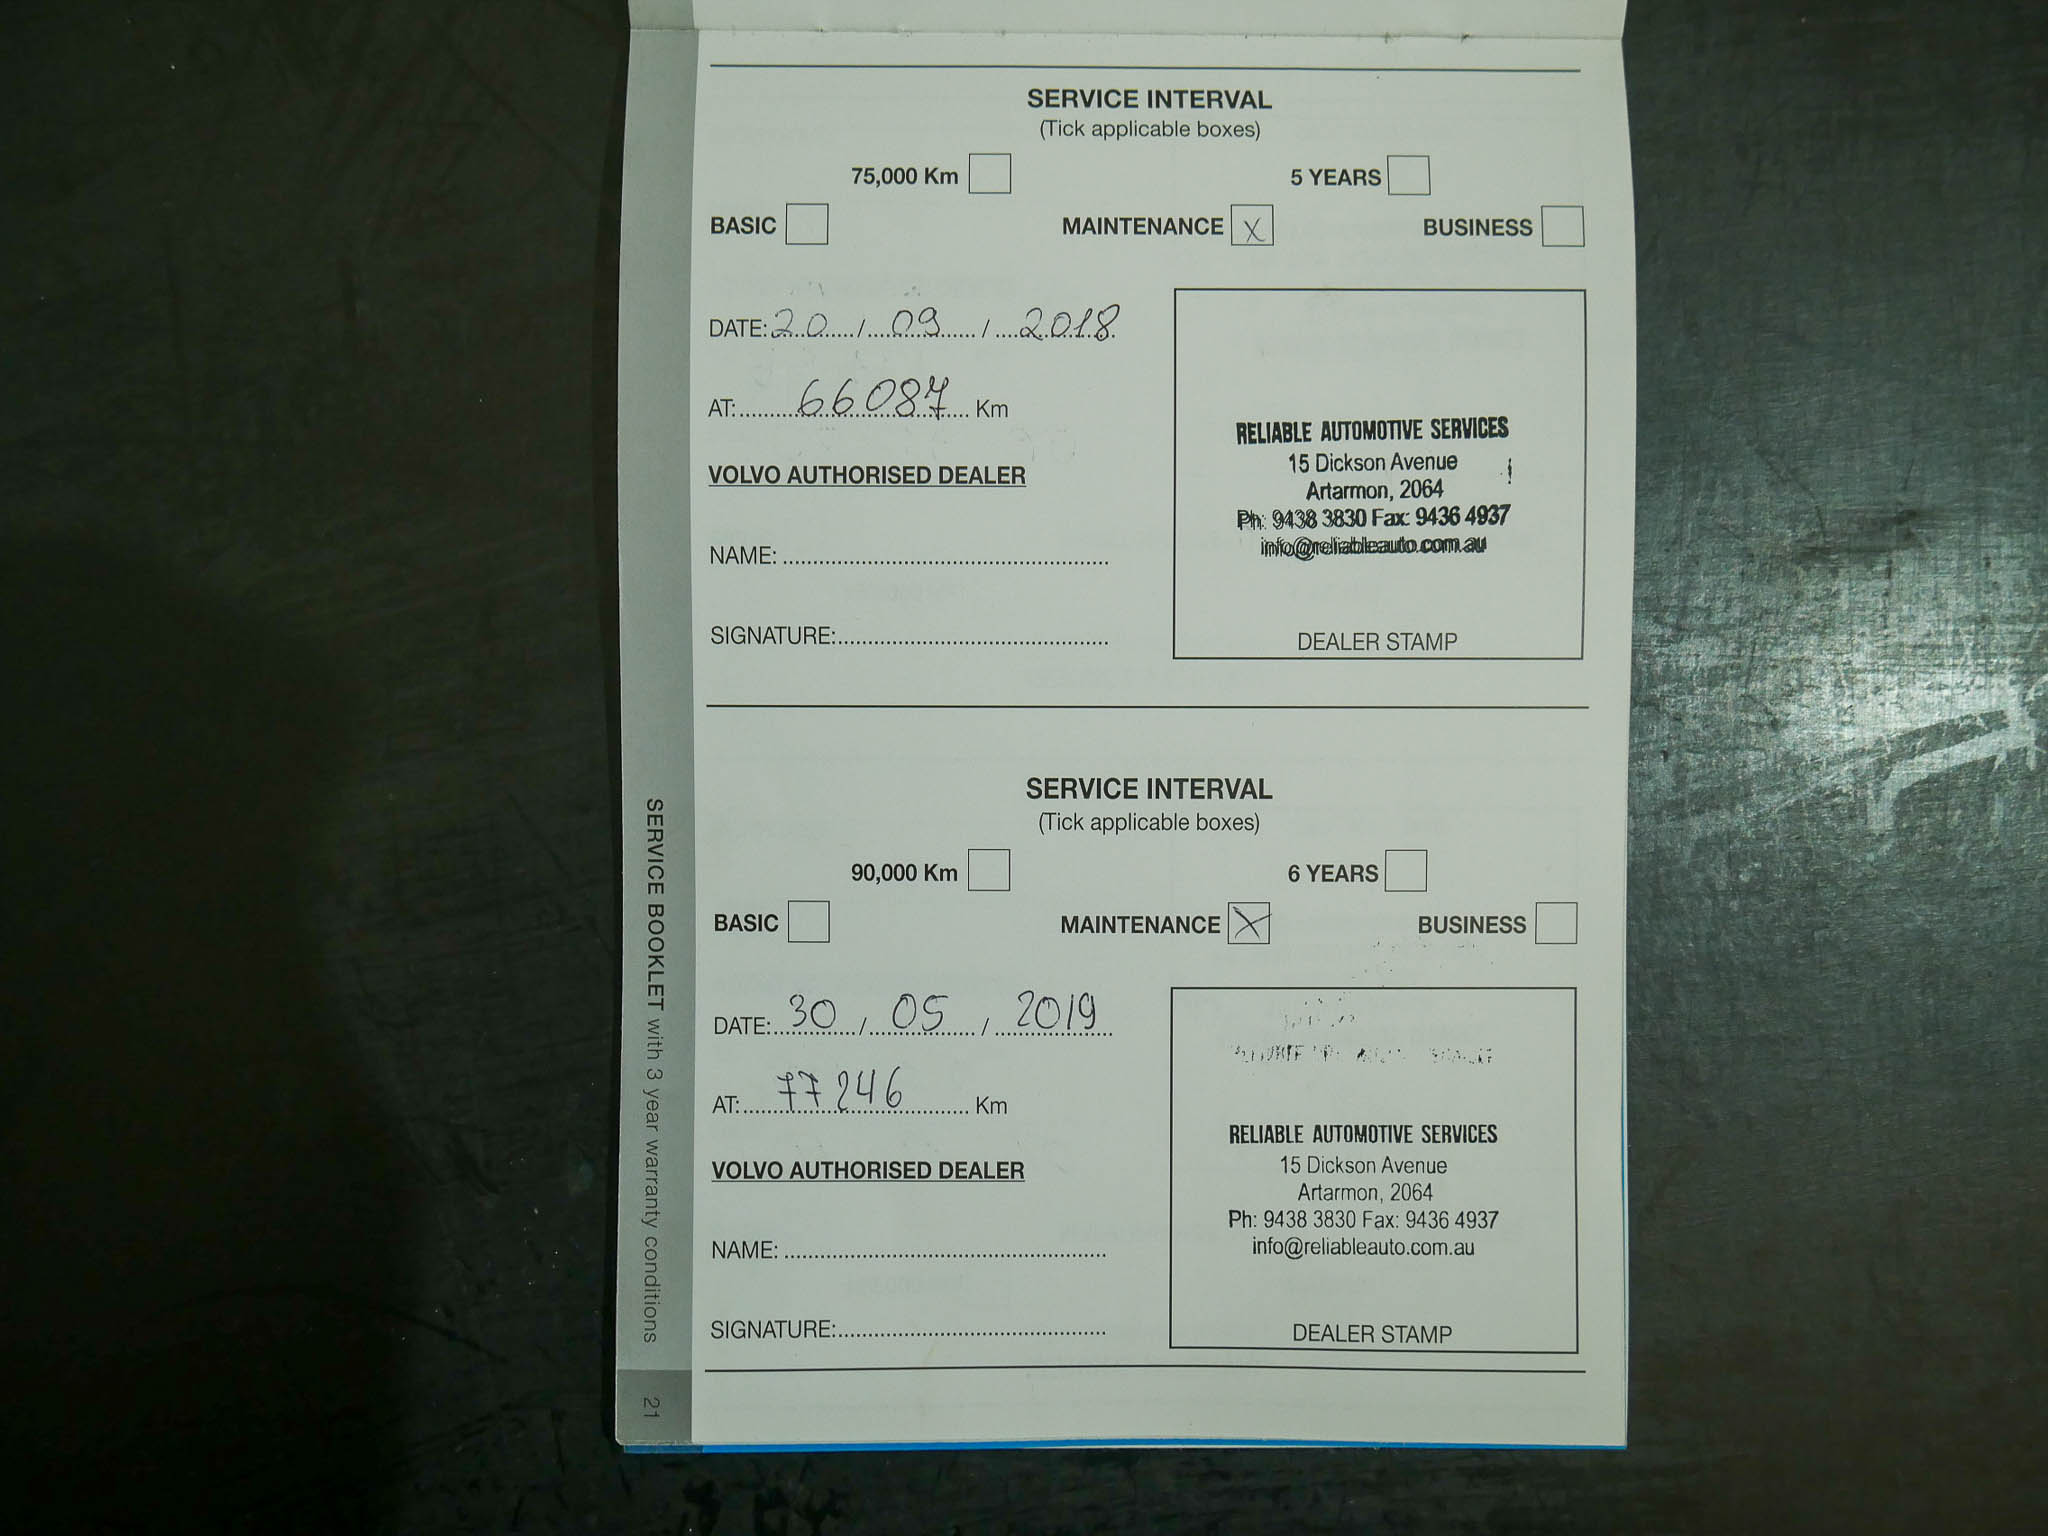 SERVICE INTERVAL
(Tick applicable boxes)
75,000 Km 5 YEARS
BASIC MAINTENANCE X BUSINESS
DATE: 20 / 09 / 2018
AT: 66087 Km
VOLVO AUTHORISED DEALER
NAME:
SIGNATURE:
RELIABLE AUTOMOTIVE SERVICES
15 Dickson Avenue
Artarmon, 2064
Ph: 9438 3830 Fax: 9436 4937
info@reliableauto.com.au
DEALER STAMP
SERVICE INTERVAL
(Tick applicable boxes)
90,000 Km 6 YEARS
BASIC MAINTENANCE X BUSINESS
DATE: 30 / 05 / 2019
AT: 77246 Km
VOLVO AUTHORISED DEALER
NAME:
SIGNATURE:
RELIABLE AUTOMOTIVE SERVICES
15 Dickson Avenue
Artarmon, 2064
Ph: 9438 3830 Fax: 9436 4937
info@reliableauto.com.au
DEALER STAMP
SERVICE BOOKLET with 3 year warranty conditions
21